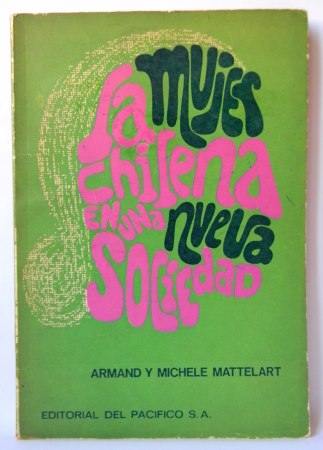 la mujer
chilena
EN UNA nueva
Sociedad
ARMAND Y MICHELE MATTELART
EDITORIAL DEL PACIFICO S.A.